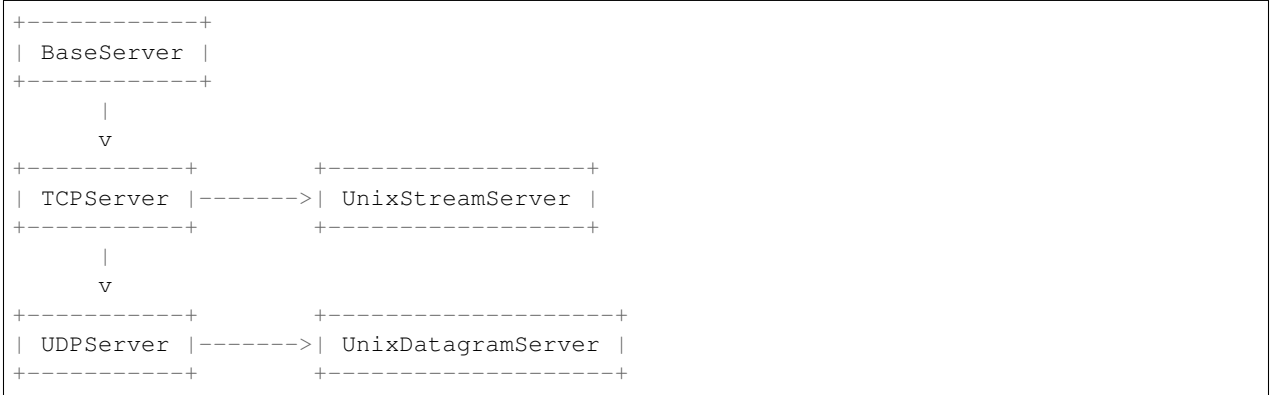 +------------+
| BaseServer |
+------------+
      |
      v
+-----------+        +------------------+
| TCPServer |------->| UnixStreamServer |
+-----------+        +------------------+
      |
      v
+-----------+        +--------------------+
| UDPServer |------->| UnixDatagramServer |
+-----------+        +--------------------+